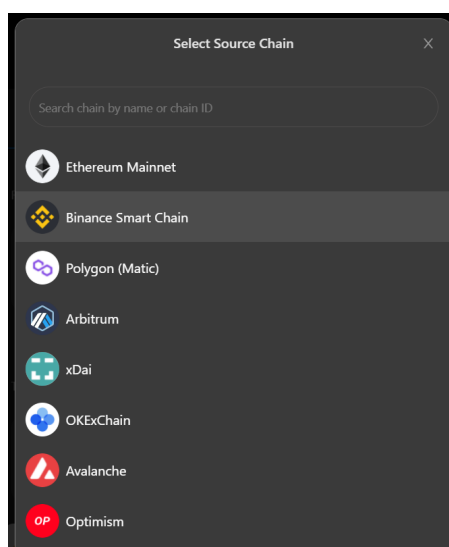 Select Source Chain
X
Search chain by name or chain ID
Ethereum Mainnet
Binance Smart Chain
Polygon (Matic)
Arbitrum
xDai
OKExChain
Avalanche
OP Optimism